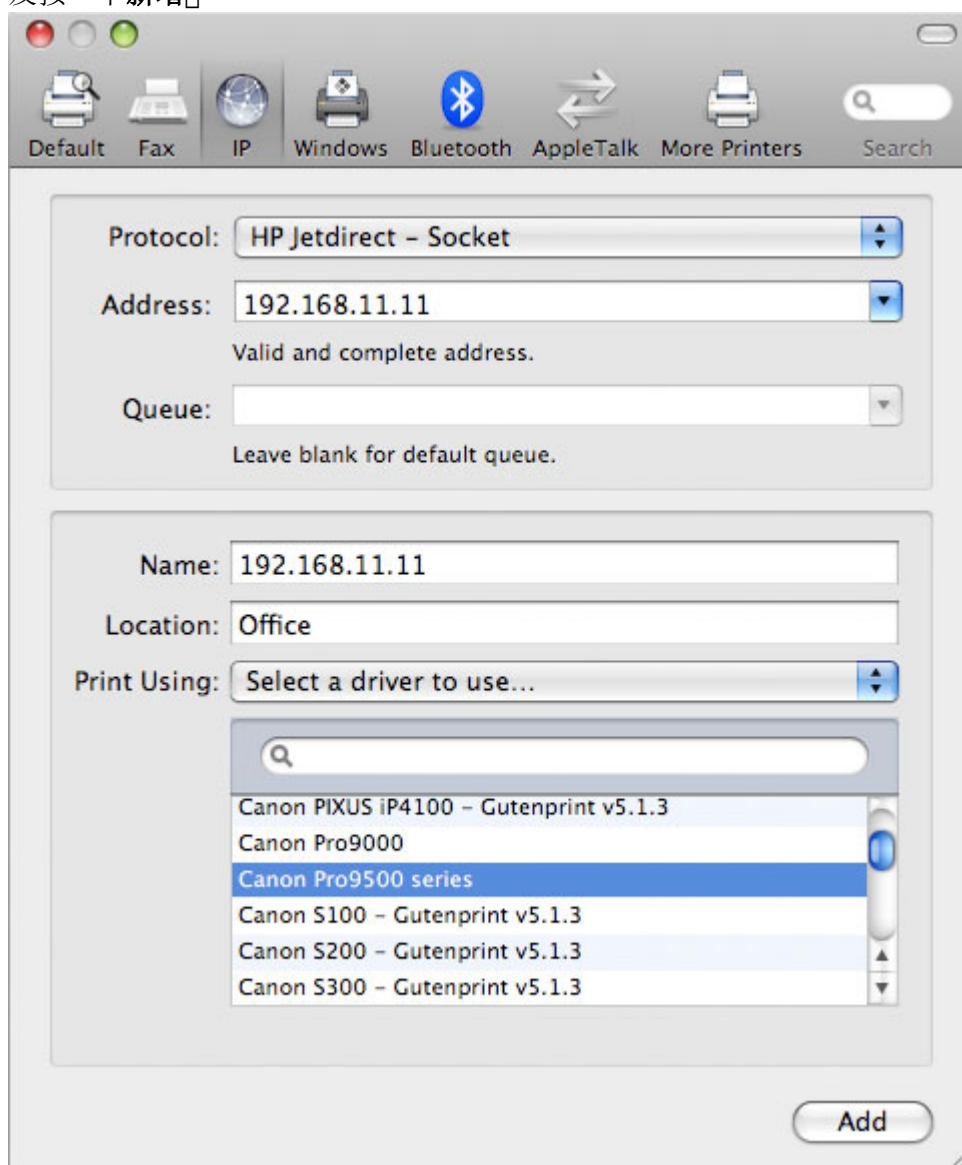 Default Fax IP Windows Bluetooth AppleTalk More Printers Search
Protocol: HP Jetdirect – Socket
Address: 192.168.11.11
Valid and complete address.
Queue:
Leave blank for default queue.
Name: 192.168.11.11
Location: Office
Print Using: Select a driver to use...
Canon PIXUS iP4100 – Gutenprint v5.1.3
Canon Pro9000
Canon Pro9500 series
Canon S100 – Gutenprint v5.1.3
Canon S200 – Gutenprint v5.1.3
Canon S300 – Gutenprint v5.1.3
Add